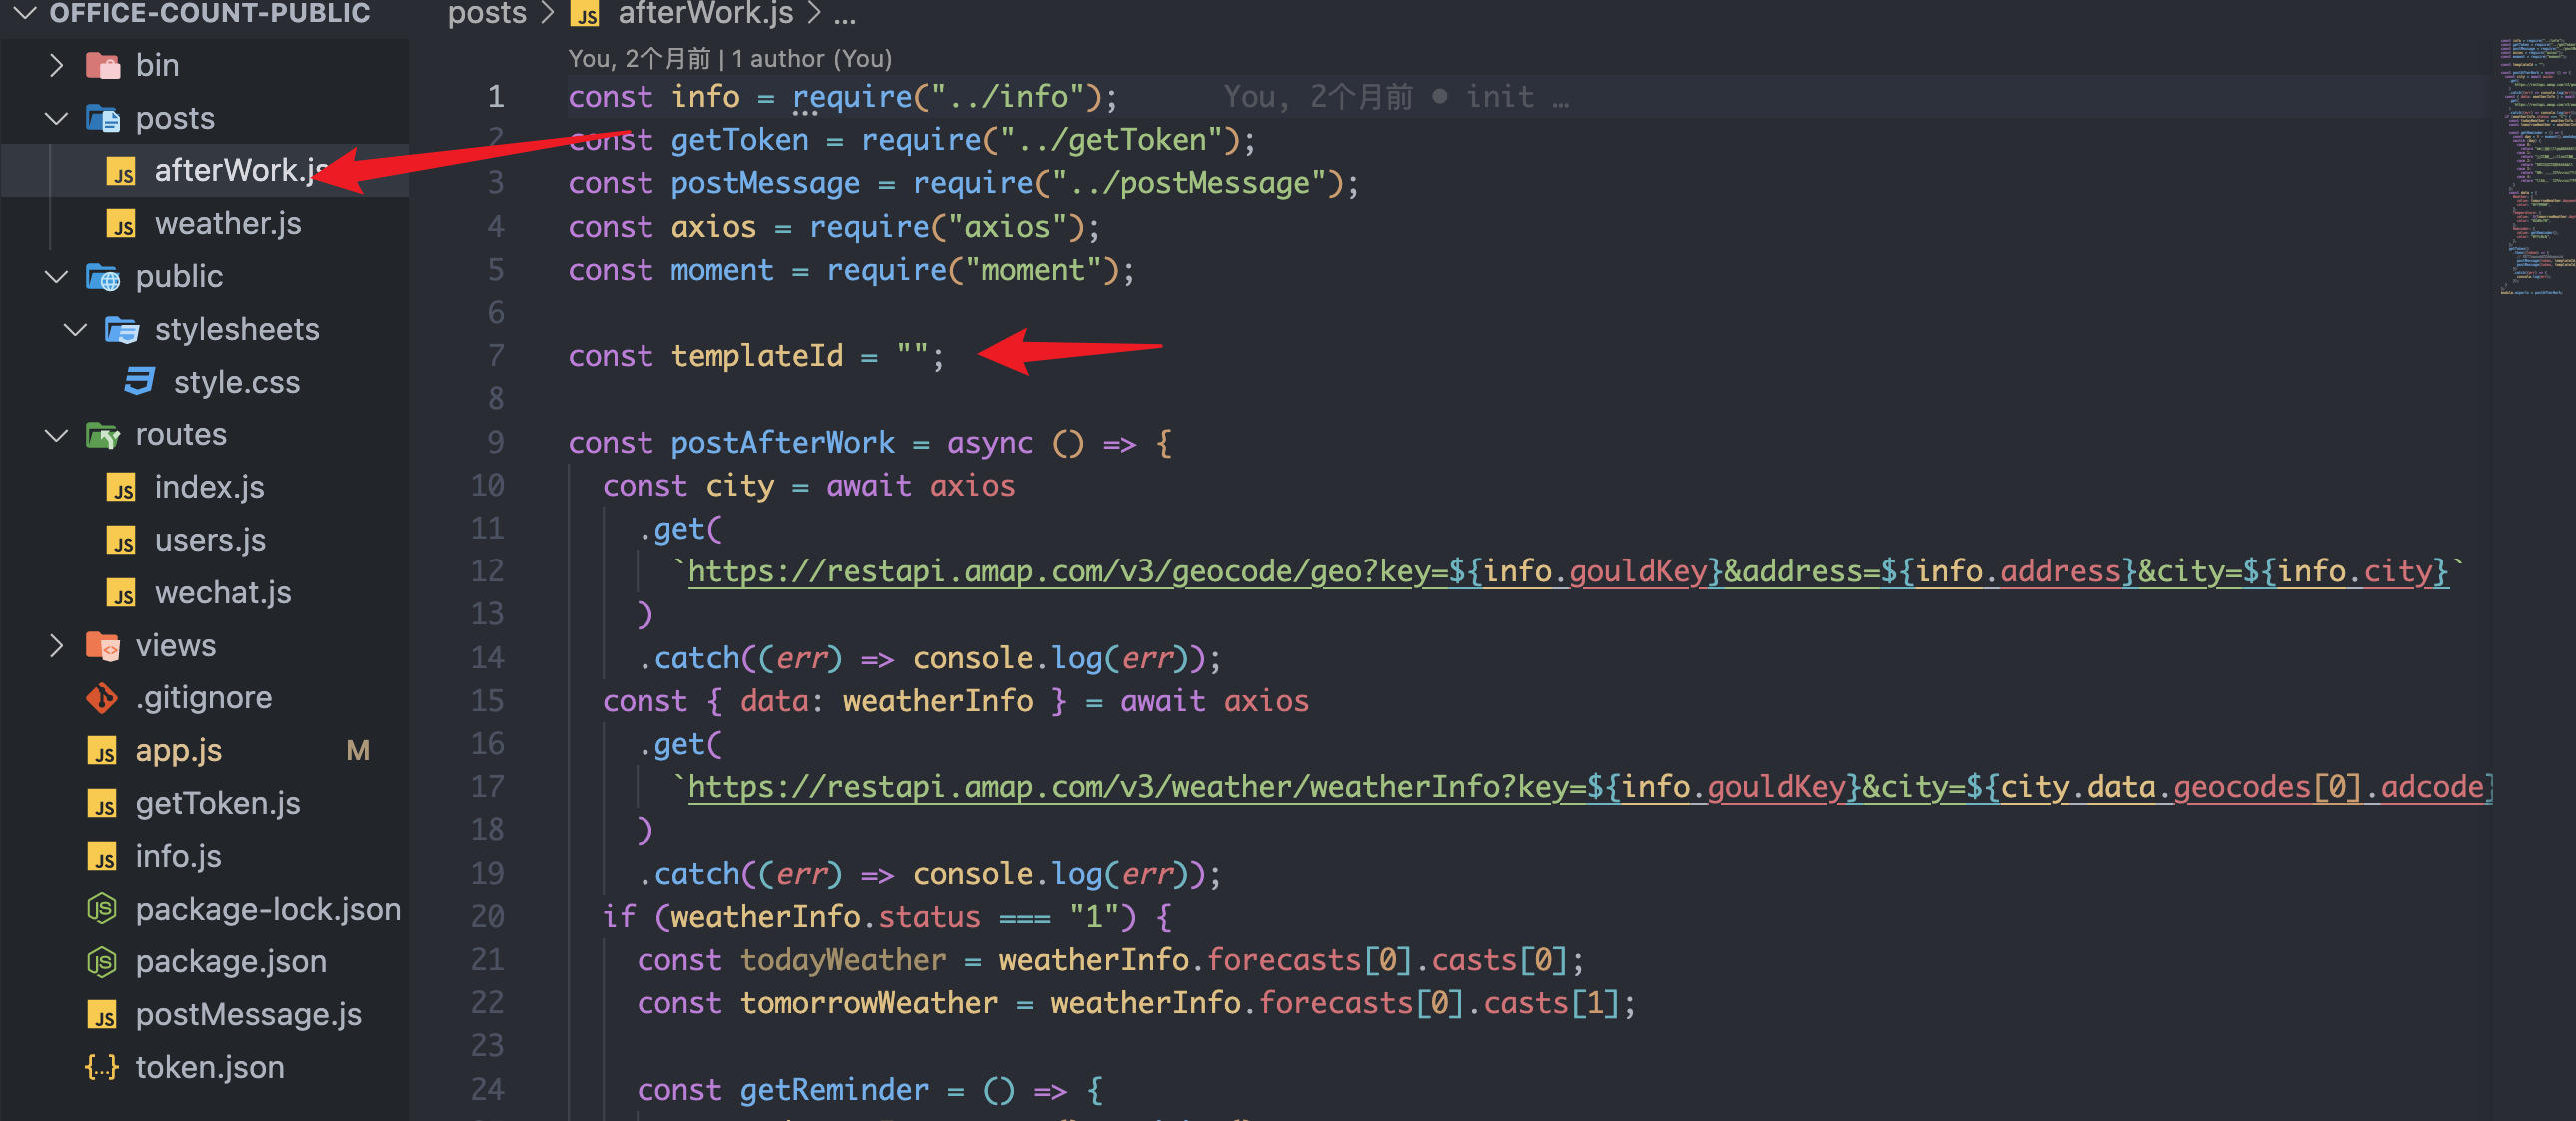 OFFICE-COUNT-PUBLIC
bin
posts
afterWork.js
weather.js
public
stylesheets
style.css
routes
index.js
users.js
wechat.js
views
.gitignore
app.js M
getToken.js
info.js
package-lock.json
package.json
postMessage.js
token.json
posts > afterWork.js > ...
You, 2个月前 | 1 author (You)
1 const info = require("../info"); You, 2个月前 • init …
2 const getToken = require("../getToken");
3 const postMessage = require("../postMessage");
4 const axios = require("axios");
5 const moment = require("moment");
6
7 const templateId = "";
8
9 const postAfterWork = async () => {
10 const city = await axios
11 .get(
12 `https://restapi.amap.com/v3/geocode/geo?key=${info.gouldKey}&address=${info.address}&city=${info.city}`
13 )
14 .catch((err) => console.log(err));
15 const { data: weatherInfo } = await axios
16 .get(
17 `https://restapi.amap.com/v3/weather/weatherInfo?key=${info.gouldKey}&city=${city.data.geocodes[0].adcode}
18 )
19 .catch((err) => console.log(err));
20 if (weatherInfo.status === "1") {
21 const todayWeather = weatherInfo.forecasts[0].casts[0];
22 const tomorrowWeather = weatherInfo.forecasts[0].casts[1];
23
24 const getReminder = () => {